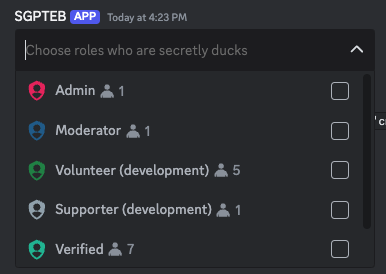 SGPTEB APP Today at 4:23 PM
Choose roles who are secretly ducks
Admin 1
Moderator 1
Volunteer (development) 5
Supporter (development) 1
Verified 7